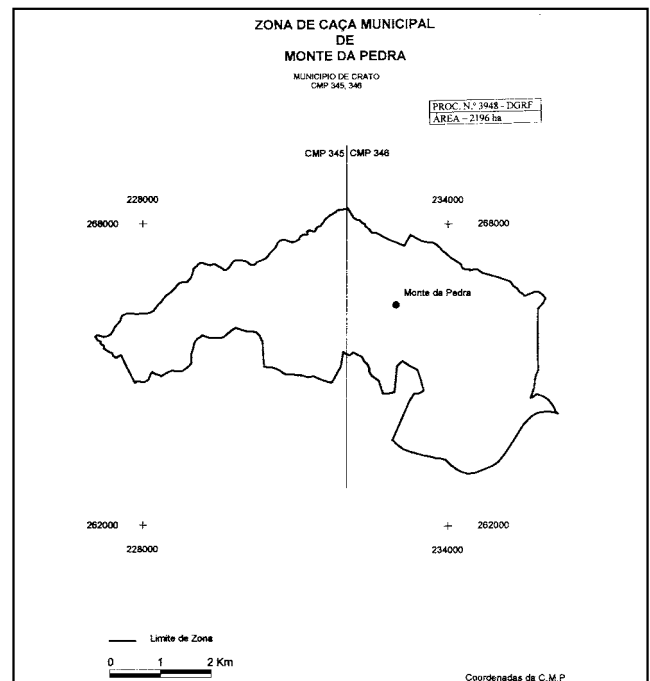 ZONA DE CAÇA MUNICIPAL
DE
MONTE DA PEDRA
MUNICIPIO DE CRATO
CMP 345, 346
PROC. N.º 3948 - DGRF
ÁREA – 2196 ha
CMP 345 CMP 346
228000 234000
268000 268000
Monte da Pedra
262000 262000
228000 234000
Limite de Zona
0 1 2 Km
Coordenadas da C.M.P